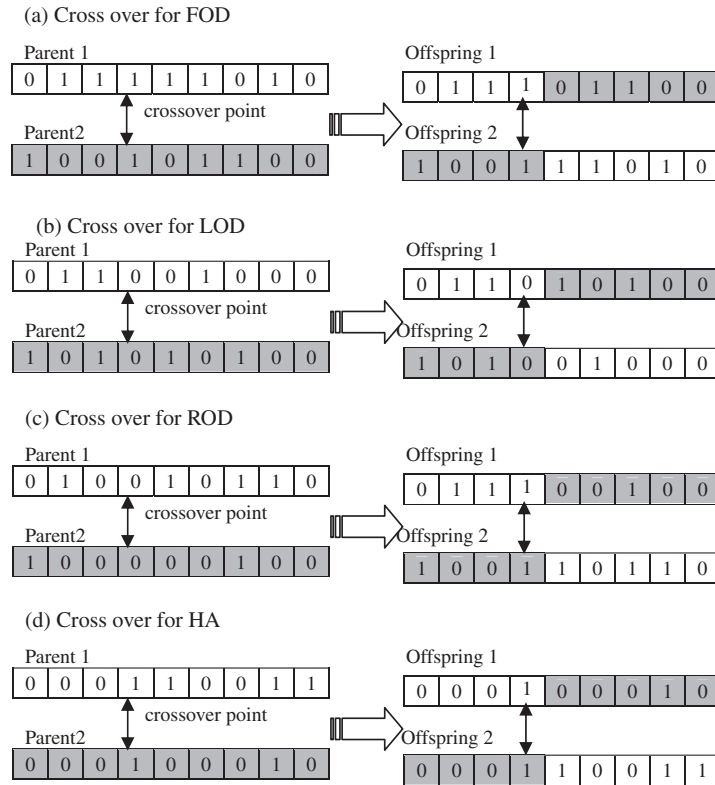 (a) Cross over for FOD
Parent 1
0 1 1 1 1 1 0 1 0
crossover point
Parent2
1 0 0 1 0 1 1 0 0
Offspring 1
0 1 1 1 0 1 1 0 0
Offspring 2
1 0 0 1 1 1 0 1 0
(b) Cross over for LOD
Parent 1
0 1 1 0 0 1 0 0 0
crossover point
Parent2
1 0 1 0 1 0 1 0 0
Offspring 1
0 1 1 0 1 0 1 0 0
Offspring 2
1 0 1 0 0 1 0 0 0
(c) Cross over for ROD
Parent 1
0 1 0 0 1 0 1 1 0
crossover point
Parent2
1 0 0 0 0 0 1 0 0
Offspring 1
0 1 1 1 0 0 1 0 0
Offspring 2
1 0 0 1 1 0 1 1 0
(d) Cross over for HA
Parent 1
0 0 0 1 1 0 0 1 1
crossover point
Parent2
0 0 0 1 0 0 0 1 0
Offspring 1
0 0 0 1 0 0 0 1 0
Offspring 2
0 0 0 1 1 0 0 1 1